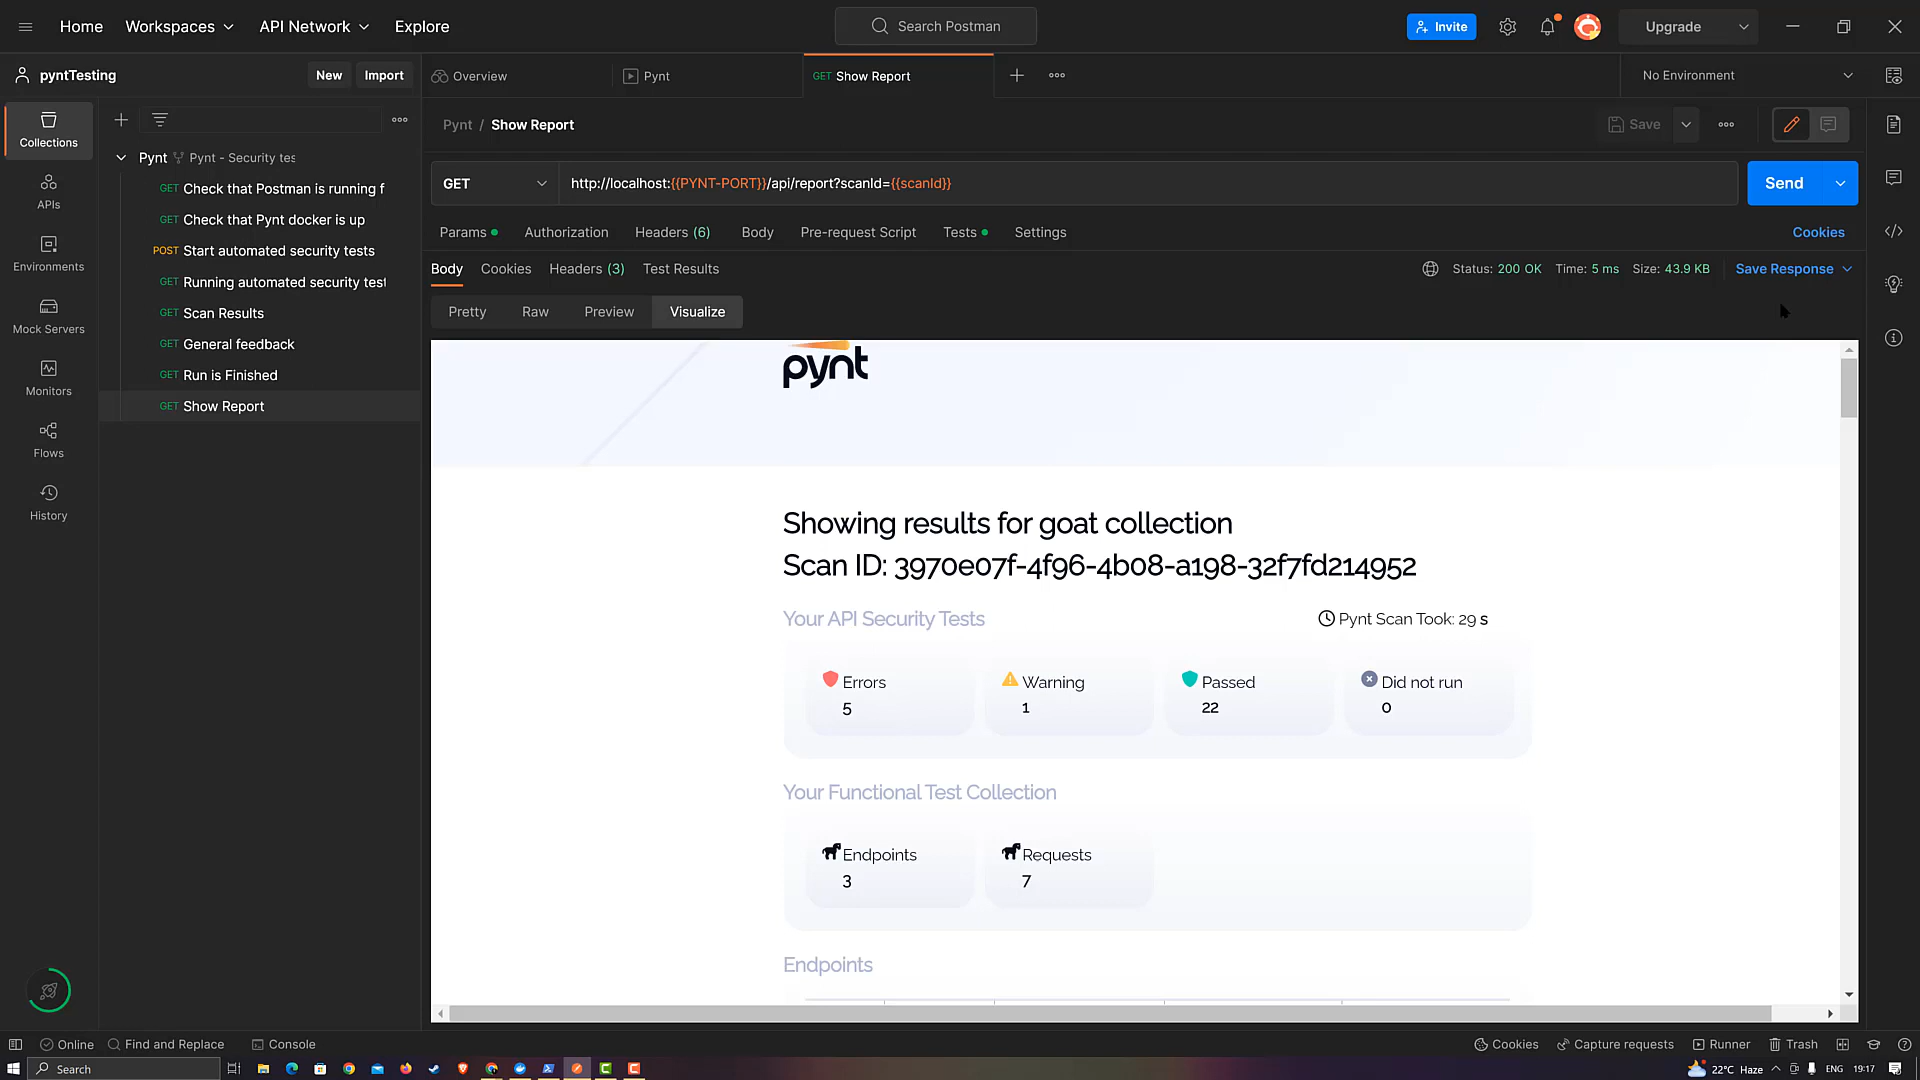 Home Workspaces API Network Explore Search Postman Invite Upgrade
pyntTesting New Import Overview Pynt GET Show Report No Environment
Collections
APIs
Environments
Mock Servers
Monitors
Flows
History
Pynt Pynt - Security tes
GET Check that Postman is running f
GET Check that Pynt docker is up
POST Start automated security tests
GET Running automated security test
GET Scan Results
GET General feedback
GET Run is Finished
GET Show Report
Pynt / Show Report Save
GET http://localhost:{{PYNT-PORT}}/api/report?scanId={{scanId}} Send
Params Authorization Headers (6) Body Pre-request Script Tests Settings Cookies
Body Cookies Headers (3) Test Results Status: 200 OK Time: 5 ms Size: 43.9 KB Save Response
Pretty Raw Preview Visualize
pynt
Showing results for goat collection
Scan ID: 3970e07f-4f96-4b08-a198-32f7fd214952
Your API Security Tests Pynt Scan Took: 29 s
Errors Warning Passed Did not run
5 1 22 0
Your Functional Test Collection
Endpoints Requests
3 7
Endpoints
Online Find and Replace Console Cookies Capture requests Runner Trash
Search 22°C Haze ENG 19:17